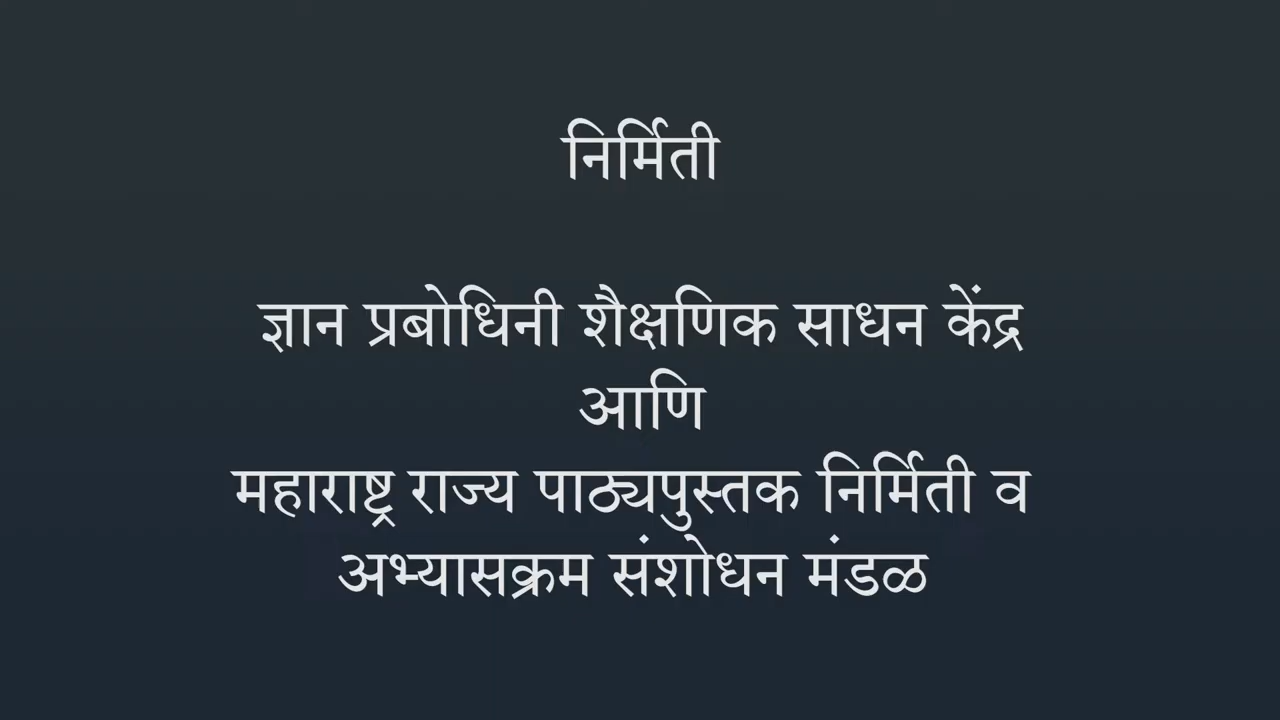 निर्मिती
ज्ञान प्रबोधिनी शैक्षणिक साधन केंद्र
आणि
महाराष्ट्र राज्य पाठ्यपुस्तक निर्मिती व
अभ्यासक्रम संशोधन मंडळ